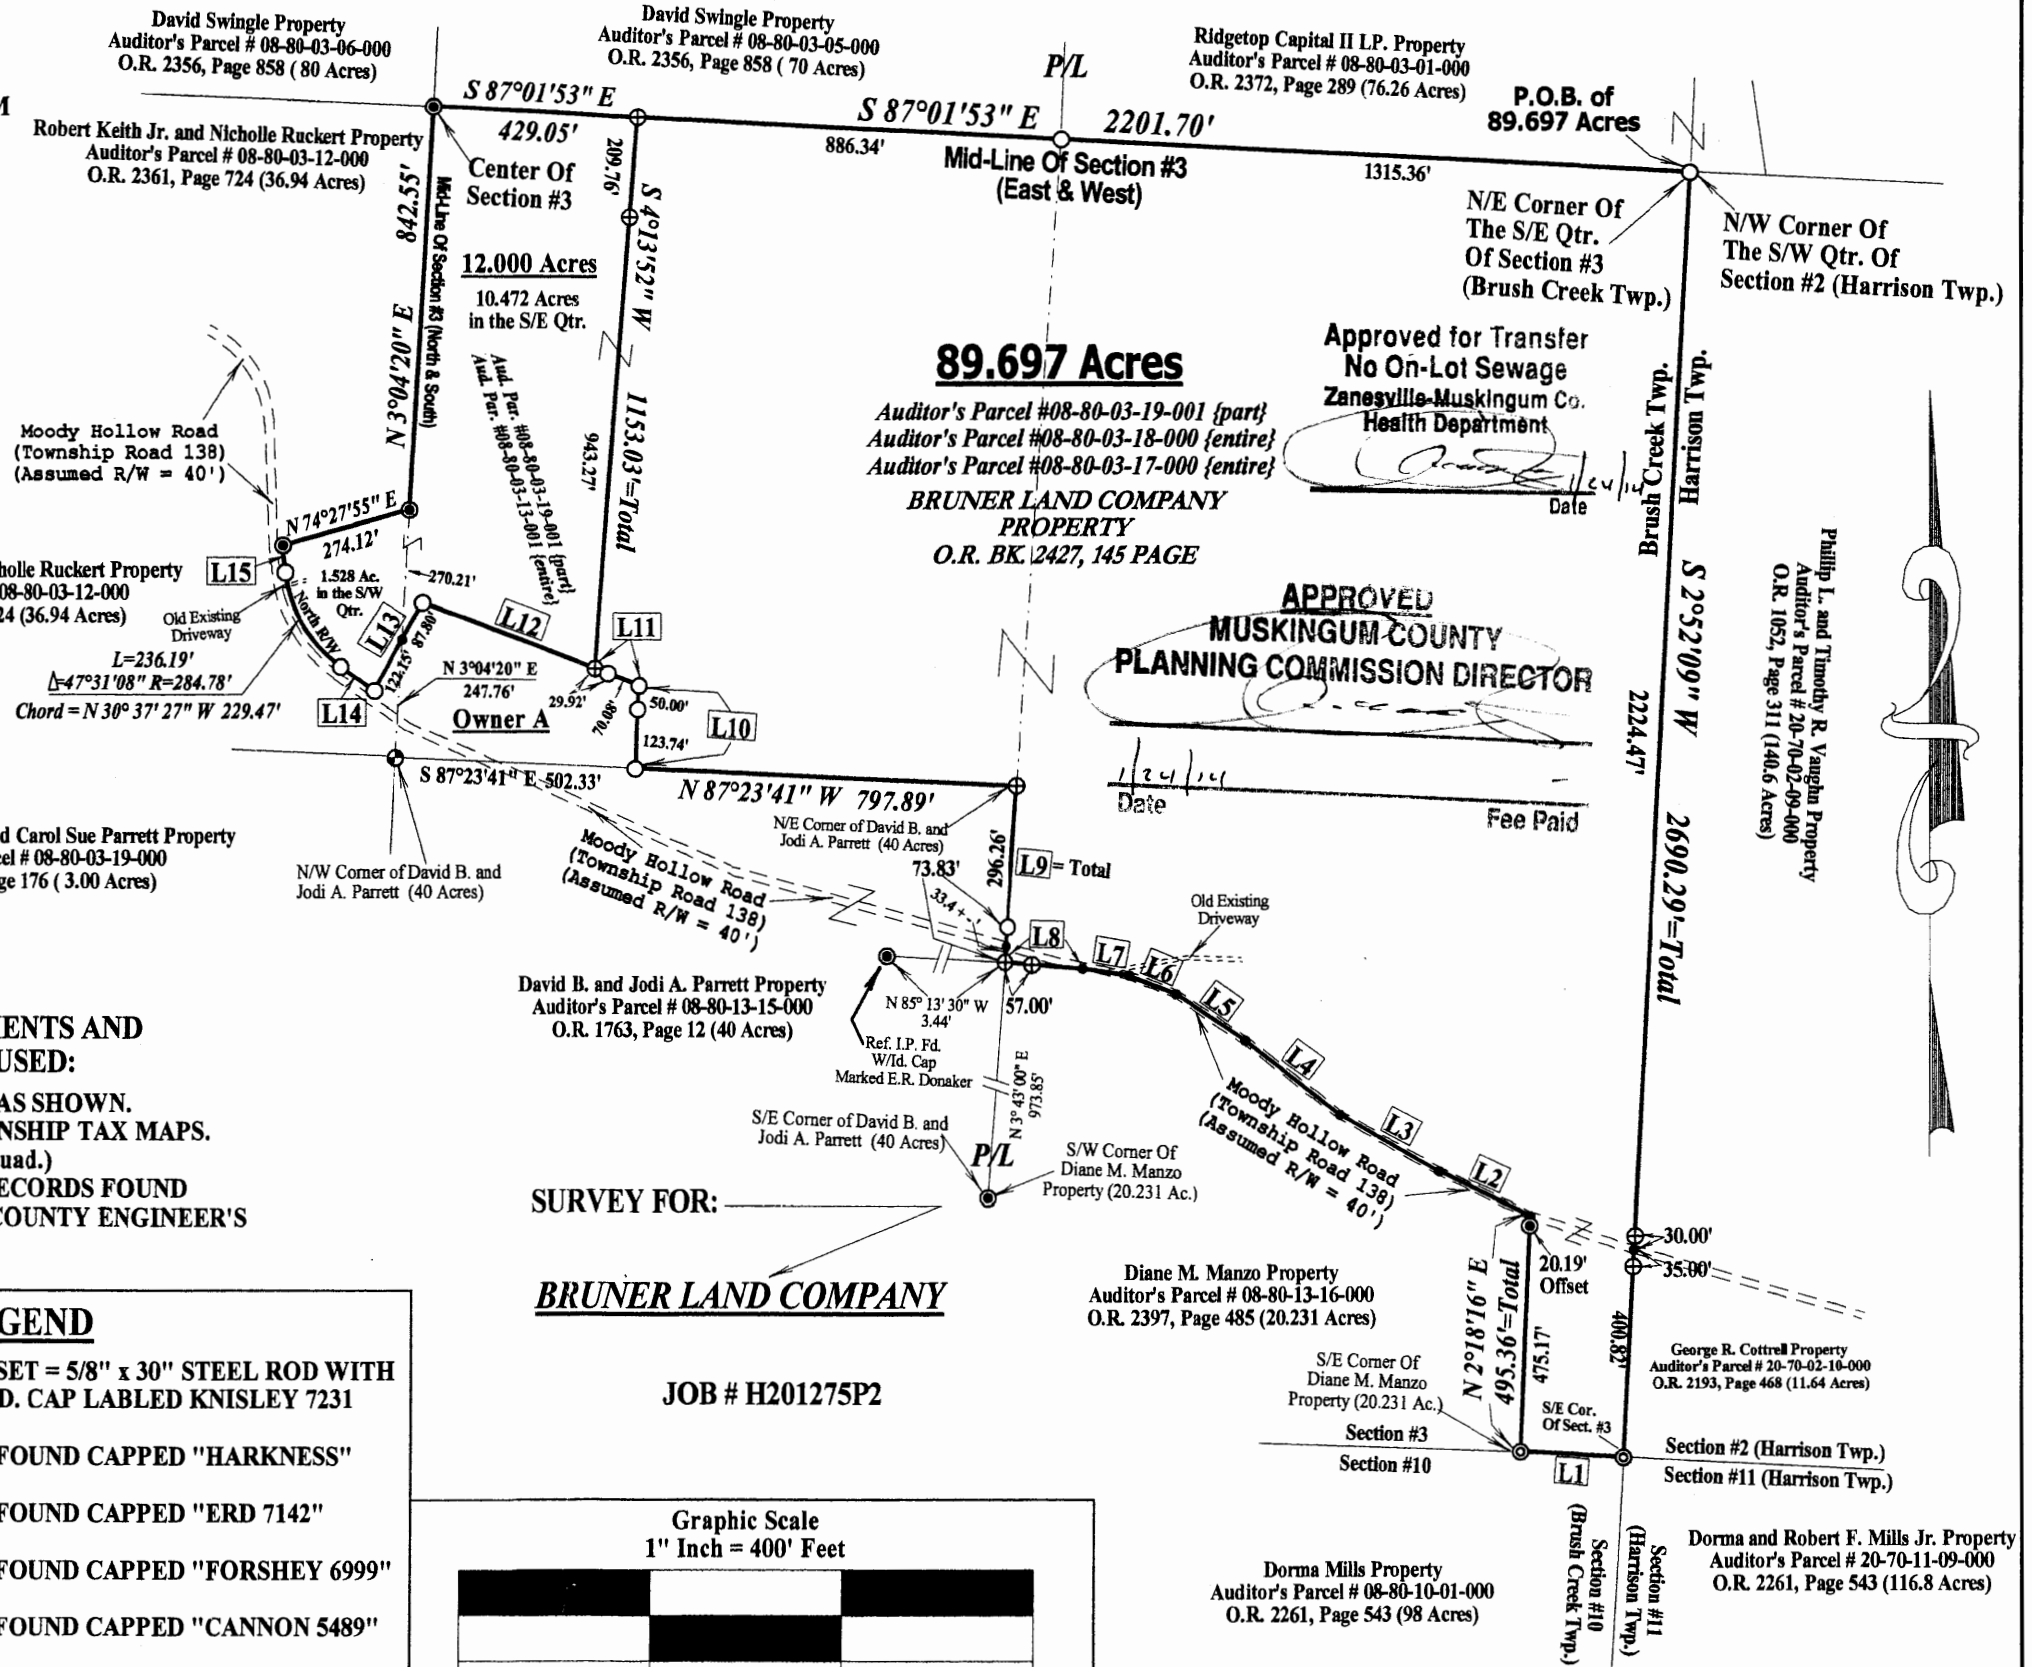 David Swingle Property
Auditor's Parcel # 08-80-03-06-000
O.R. 2356, Page 858 ( 80 Acres)
David Swingle Property
Auditor's Parcel # 08-80-03-05-000
O.R. 2356, Page 858 ( 70 Acres)
P/L
Ridgetop Capital II LP. Property
Auditor's Parcel # 08-80-03-01-000
O.R. 2372, Page 289 (76.26 Acres)
P.O.B. of
89.697 Acres
M
S 87°01'53" E
429.05'
S 87°01'53" E 2201.70'
886.34'
1315.36'
Mid-Line Of Section #3
(East & West)
Robert Keith Jr. and Nicholle Ruckert Property
Auditor's Parcel # 08-80-03-12-000
O.R. 2361, Page 724 (36.94 Acres)
Center Of
Section #3
N/E Corner Of
The S/E Qtr.
Of Section #3
(Brush Creek Twp.)
N/W Corner Of
The S/W Qtr. Of
Section #2 (Harrison Twp.)
842.55'
N 3°04'20" E
Mid-Line Of Section #3 (North & South)
209.76'
S 4°13'52" W
1153.03'=Total
943.27'
12.000 Acres
10.472 Acres
in the S/E Qtr.
Aud. Par. #08-80-03-19-001 {part}
Aud. Par. #08-80-03-13-001 {entire}
89.697 Acres
Auditor's Parcel #08-80-03-19-001 {part}
Auditor's Parcel #08-80-03-18-000 {entire}
Auditor's Parcel #08-80-03-17-000 {entire}
BRUNER LAND COMPANY
PROPERTY
O.R. BK. 2427, 145 PAGE
Approved for Transfer
No On-Lot Sewage
Zanesville-Muskingum Co.
Health Department
1/24/14
Date
Brush Creek Twp.
Harrison Twp.
S 2°52'09" W
2224.47'
2690.29'=Total
Phillip L. and Timothy R. Vaughn Property
Auditor's Parcel # 20-70-02-09-000
O.R. 1052, Page 311 (140.6 Acres)
Moody Hollow Road
(Township Road 138)
(Assumed R/W = 40')
N 74°27'55" E
274.12'
holle Ruckert Property
08-80-03-12-000
24 (36.94 Acres)
L15
1.528 Ac.
in the S/W
Qtr.
270.21'
Old Existing
Driveway
North R/W
L13
87.80'
122.15'
L12
L11
L=236.19'
Δ=47°31'08" R=284.78'
Chord = N 30° 37' 27" W 229.47'
L14
N 3°04'20" E
247.76'
Owner A
29.92'
70.08'
50.00'
L10
123.74'
APPROVED
MUSKINGUM COUNTY
PLANNING COMMISSION DIRECTOR
1/24/14
Date
Fee Paid
S 87°23'41" E 502.33'
N 87°23'41" W 797.89'
d Carol Sue Parrett Property
cel # 08-80-03-19-000
ge 176 ( 3.00 Acres)
N/W Corner of David B. and
Jodi A. Parrett (40 Acres)
N/E Corner of David B. and
Jodi A. Parrett (40 Acres)
Moody Hollow Road
(Township Road 138)
(Assumed R/W = 40')
73.83'
33.4 + -'
296.26'
L9 = Total
L8
L7
L6
L5
L4
L3
L2
Old Existing
Driveway
David B. and Jodi A. Parrett Property
Auditor's Parcel # 08-80-13-15-000
O.R. 1763, Page 12 (40 Acres)
N 85° 13' 30" W
3.44'
57.00'
Ref. I.P. Fd.
W/Id. Cap
Marked E.R. Donaker
N 3° 43' 00" E
973.85'
S/E Corner of David B. and
Jodi A. Parrett (40 Acres)
P/L
S/W Corner Of
Diane M. Manzo
Property (20.231 Ac.)
Moody Hollow Road
(Township Road 138)
(Assumed R/W = 40')
ENTS AND
USED:
AS SHOWN.
NSHIP TAX MAPS.
uad.)
ECORDS FOUND
COUNTY ENGINEER'S
SURVEY FOR:
BRUNER LAND COMPANY
JOB # H201275P2
Diane M. Manzo Property
Auditor's Parcel # 08-80-13-16-000
O.R. 2397, Page 485 (20.231 Acres)
30.00'
35.00'
20.19'
Offset
N 2°18'16" E
495.36'=Total
475.17'
400.82'
George R. Cottrell Property
Auditor's Parcel # 20-70-02-10-000
O.R. 2193, Page 468 (11.64 Acres)
S/E Corner Of
Diane M. Manzo
Property (20.231 Ac.)
S/E Cor.
Of Sect. #3
Section #3
Section #10
L1
Section #2 (Harrison Twp.)
Section #11 (Harrison Twp.)
Section #10
(Brush Creek Twp.)
Section #11
(Harrison Twp.)
Dorma and Robert F. Mills Jr. Property
Auditor's Parcel # 20-70-11-09-000
O.R. 2261, Page 543 (116.8 Acres)
Dorma Mills Property
Auditor's Parcel # 08-80-10-01-000
O.R. 2261, Page 543 (98 Acres)
GEND
SET = 5/8" x 30" STEEL ROD WITH
D. CAP LABLED KNISLEY 7231
FOUND CAPPED "HARKNESS"
FOUND CAPPED "ERD 7142"
FOUND CAPPED "FORSHEY 6999"
FOUND CAPPED "CANNON 5489"
Graphic Scale
1" Inch = 400' Feet